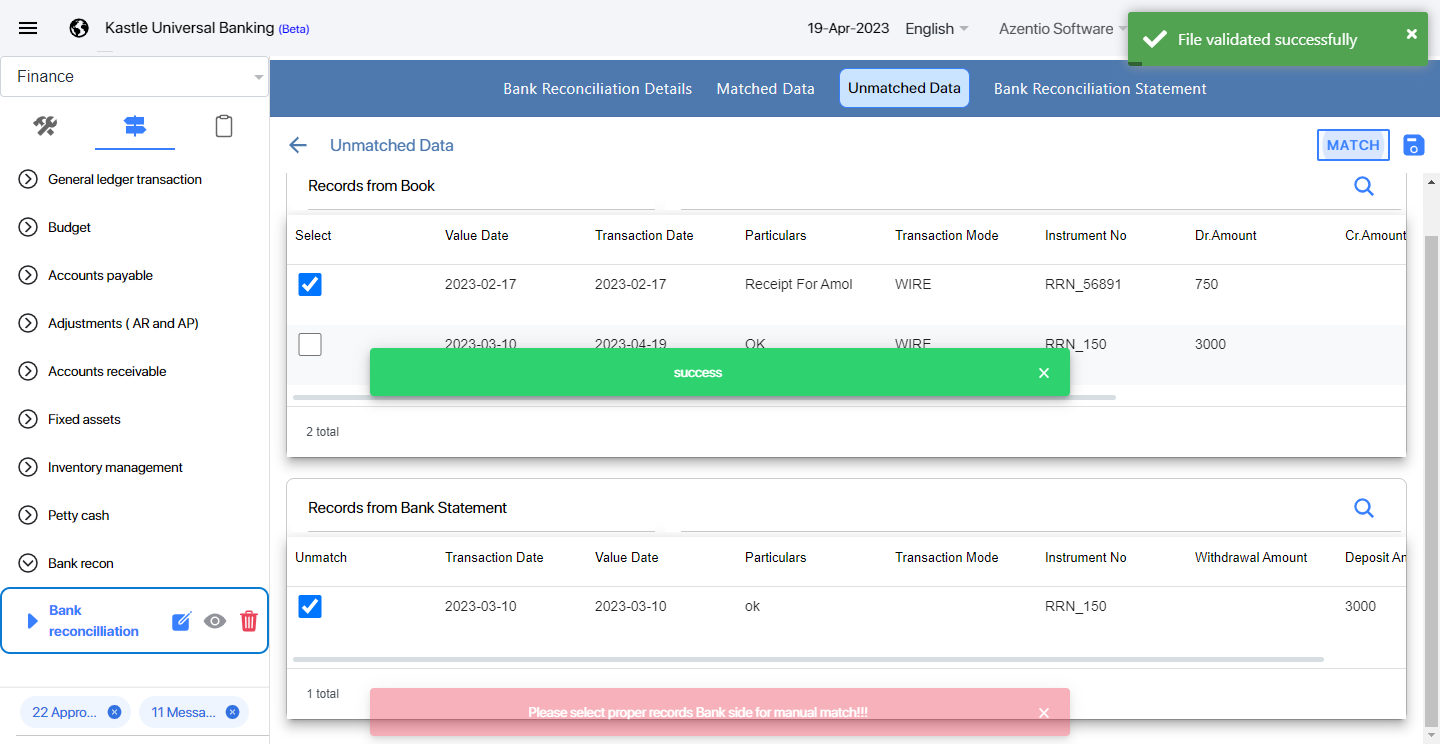 Kastle Universal Banking (Beta)
19-Apr-2023
English
Azentio Software
File validated successfully
Finance
Bank Reconciliation Details
Matched Data
Unmatched Data
Bank Reconciliation Statement
Unmatched Data
MATCH
General ledger transaction
Budget
Accounts payable
Adjustments ( AR and AP)
Accounts receivable
Fixed assets
Inventory management
Petty cash
Bank recon
Bank
reconcilliation
22 Appro...
11 Messa...
Records from Book
Select Value Date Transaction Date Particulars Transaction Mode Instrument No Dr.Amount Cr.Amount
2023-02-17 2023-02-17 Receipt For Amol WIRE RRN_56891 750
2023-03-10 2023-04-19 OK WIRE RRN_150 3000
success
2 total
Records from Bank Statement
Unmatch Transaction Date Value Date Particulars Transaction Mode Instrument No Withdrawal Amount Deposit An
2023-03-10 2023-03-10 ok RRN_150 3000
1 total
Please select proper records Bank side for manual match!!!